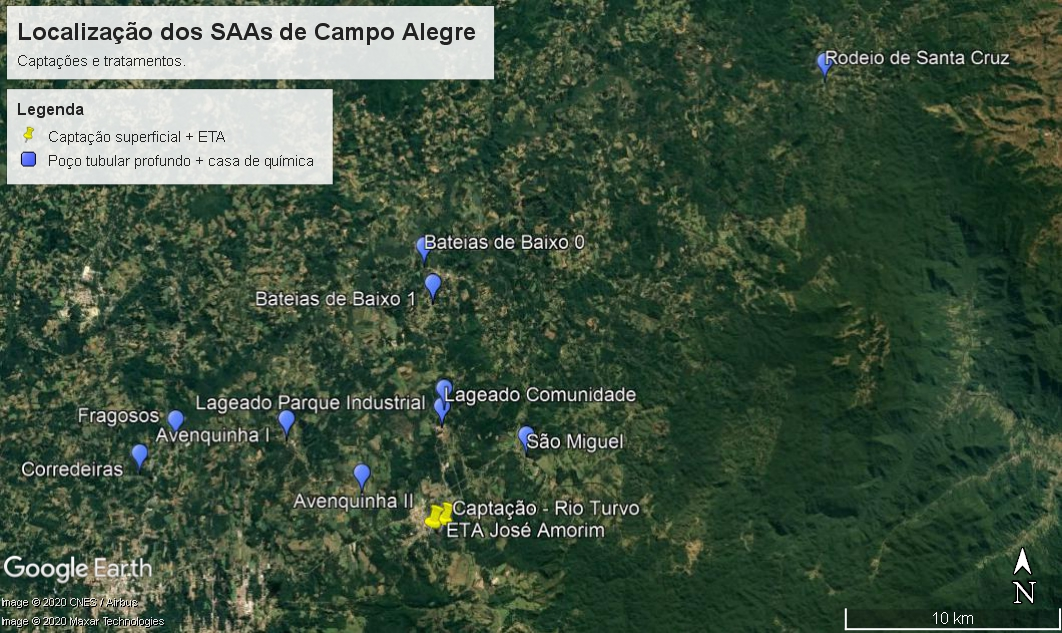 Localização dos SAAs de Campo Alegre
Captações e tratamentos.
Legenda
Captação superficial + ETA
Poço tubular profundo + casa de química
Rodeio de Santa Cruz
Bateias de Baixo 0
Bateias de Baixo 1
Lageado Comunidade
Lageado Parque Industrial
Fragosos
Avenquinha I
São Miguel
Corredeiras
Avenquinha II
Captação - Rio Turvo
ETA José Amorim
Google Earth
Image © 2020 CNES / Airbus
Image © 2020 Maxar Technologies
N
10 km